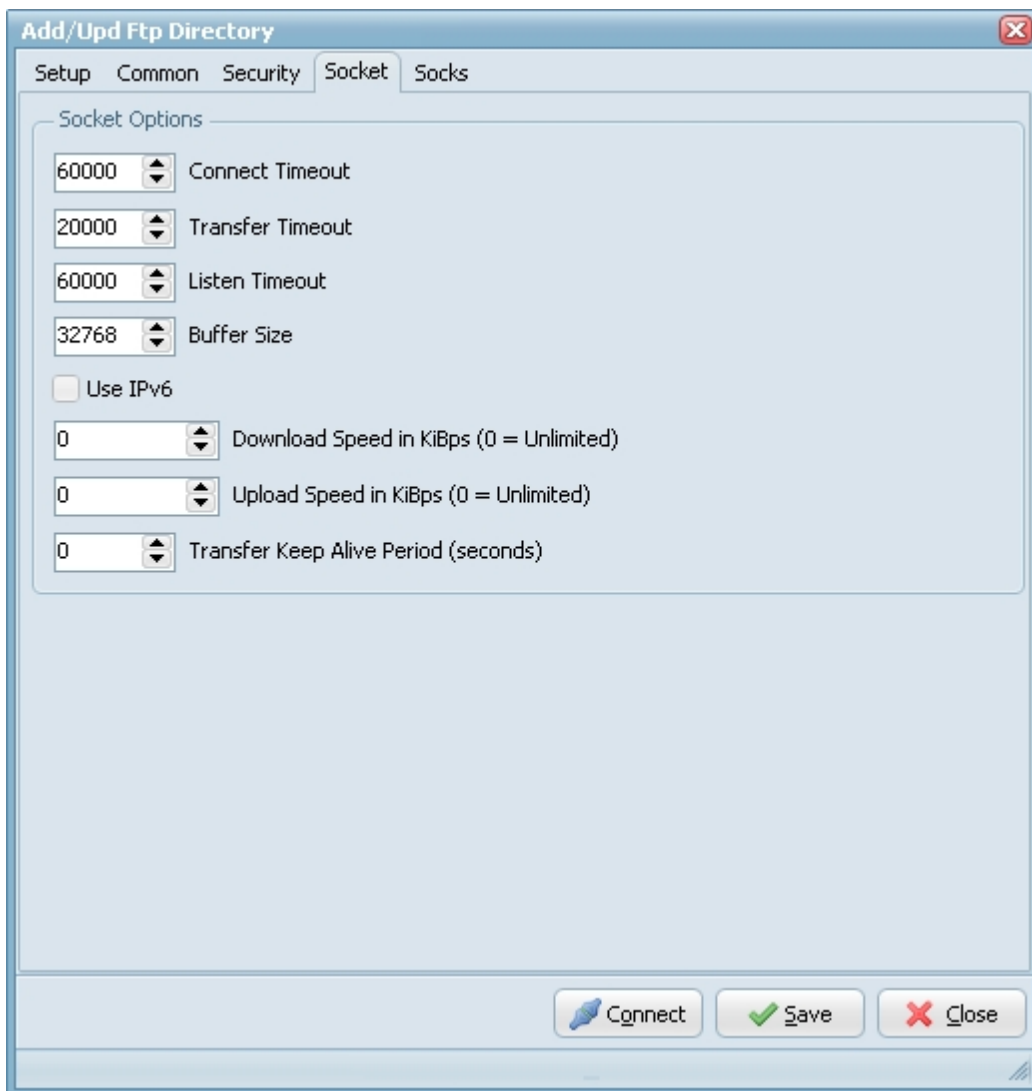 Add/Upd Ftp Directory
Setup Common Security Socket Socks
Socket Options
60000 Connect Timeout
20000 Transfer Timeout
60000 Listen Timeout
32768 Buffer Size
Use IPv6
0 Download Speed in KiBps (0 = Unlimited)
0 Upload Speed in KiBps (0 = Unlimited)
0 Transfer Keep Alive Period (seconds)
Connect Save Close